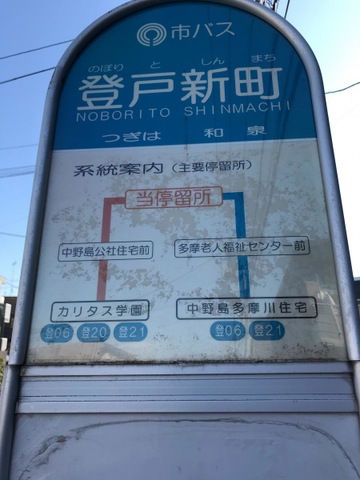 市バス
のぼり と しん まち
登戸新町
NOBORITO SHINMACHI
つぎは 和泉
系統案内(主要停留所)
当停留所
中野島公社住宅前 多摩老人福祉センター前
カリタス学園 中野島多摩川住宅
登06 登20 登21 登06 登21